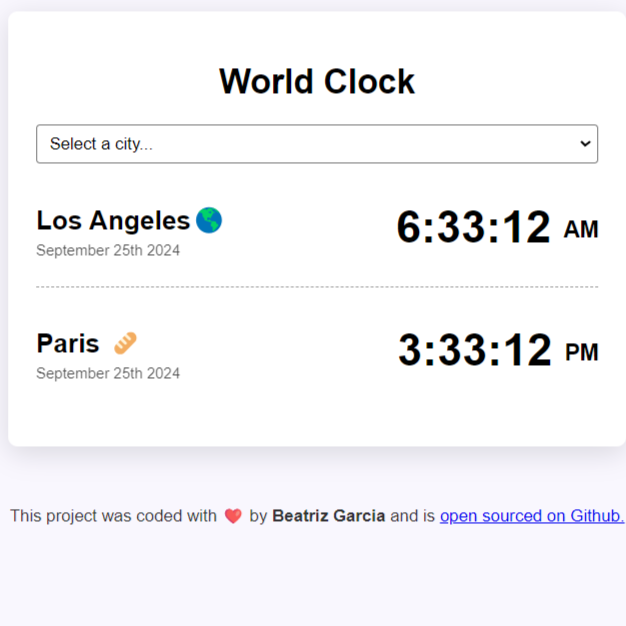 World Clock
Select a city...
Los Angeles 🌎 6:33:12 AM
September 25th 2024
Paris 🥖 3:33:12 PM
September 25th 2024
This project was coded with ❤️ by Beatriz Garcia and is open sourced on Github.